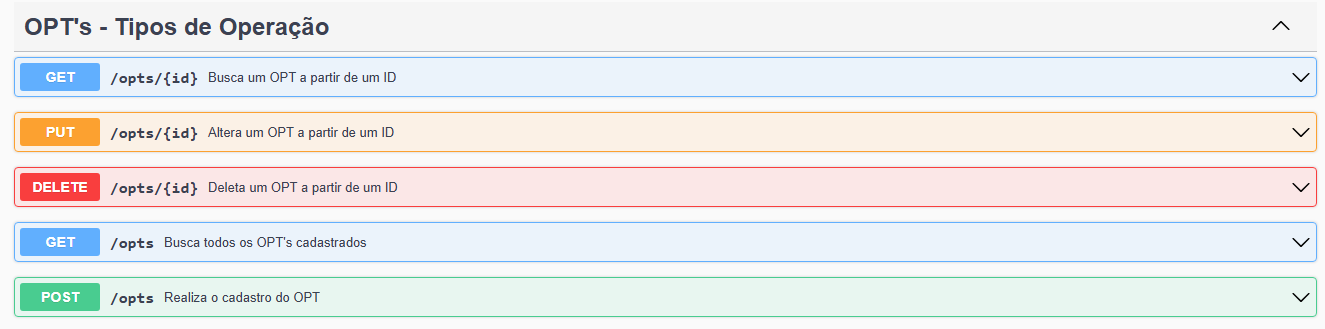 OPT's - Tipos de Operação
GET /opts/{id} Busca um OPT a partir de um ID
PUT /opts/{id} Altera um OPT a partir de um ID
DELETE /opts/{id} Deleta um OPT a partir de um ID
GET /opts Busca todos os OPT's cadastrados
POST /opts Realiza o cadastro do OPT